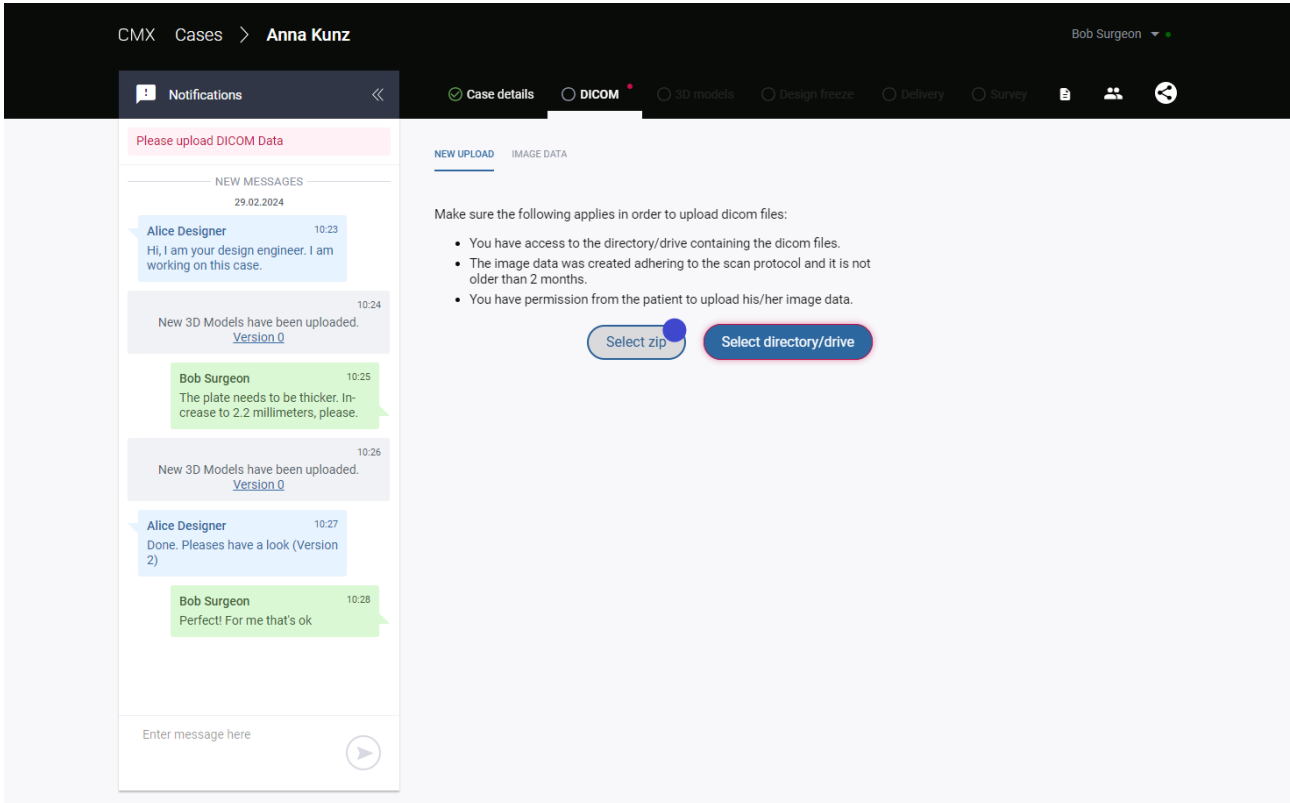 CMX Cases > Anna Kunz
Bob Surgeon
Notifications
Case details
DICOM
3D models
Design freeze
Delivery
Survey
Please upload DICOM Data
NEW MESSAGES
29.02.2024
Alice Designer 10:23
Hi, I am your design engineer. I am
working on this case.
10:24
New 3D Models have been uploaded.
Version 0
Bob Surgeon 10:25
The plate needs to be thicker. In-
crease to 2.2 millimeters, please.
10:26
New 3D Models have been uploaded.
Version 0
Alice Designer 10:27
Done. Pleases have a look (Version
2)
Bob Surgeon 10:28
Perfect! For me that's ok
Enter message here
NEW UPLOAD
IMAGE DATA
Make sure the following applies in order to upload dicom files:
• You have access to the directory/drive containing the dicom files.
• The image data was created adhering to the scan protocol and it is not
older than 2 months.
• You have permission from the patient to upload his/her image data.
Select zip
Select directory/drive